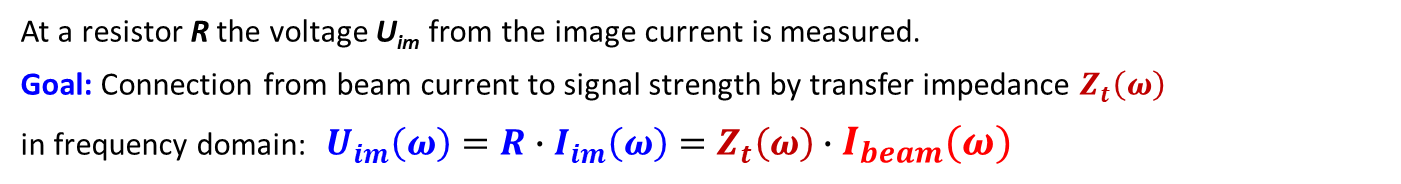 At a resistor R the voltage U_im from the image current is measured.
Goal: Connection from beam current to signal strength by transfer impedance Z_t(ω)
in frequency domain: U_im(ω) = R · I_im(ω) = Z_t(ω) · I_beam(ω)